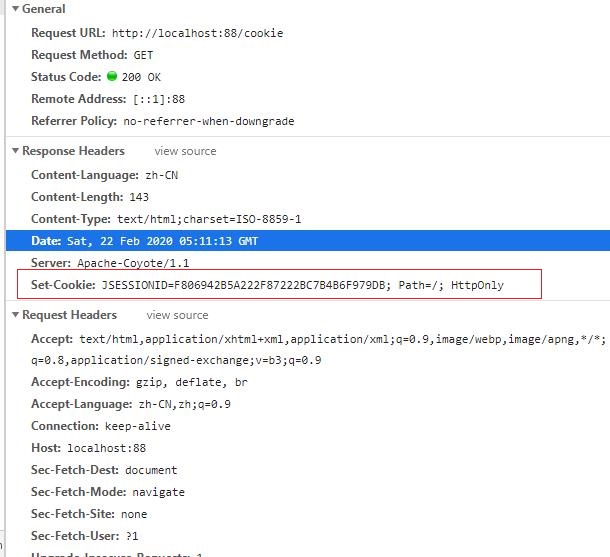 General
Request URL: http://localhost:88/cookie
Request Method: GET
Status Code: 200 OK
Remote Address: [::1]:88
Referrer Policy: no-referrer-when-downgrade
Response Headers view source
Content-Language: zh-CN
Content-Length: 143
Content-Type: text/html;charset=ISO-8859-1
Date: Sat, 22 Feb 2020 05:11:13 GMT
Server: Apache-Coyote/1.1
Set-Cookie: JSESSIONID=F806942B5A222F87222BC7B4B6F979DB; Path=/; HttpOnly
Request Headers view source
Accept: text/html,application/xhtml+xml,application/xml;q=0.9,image/webp,image/apng,*/*;
q=0.8,application/signed-exchange;v=b3;q=0.9
Accept-Encoding: gzip, deflate, br
Accept-Language: zh-CN,zh;q=0.9
Connection: keep-alive
Host: localhost:88
Sec-Fetch-Dest: document
Sec-Fetch-Mode: navigate
Sec-Fetch-Site: none
Sec-Fetch-User: ?1
Upgrade-Insecure-Requests: 1